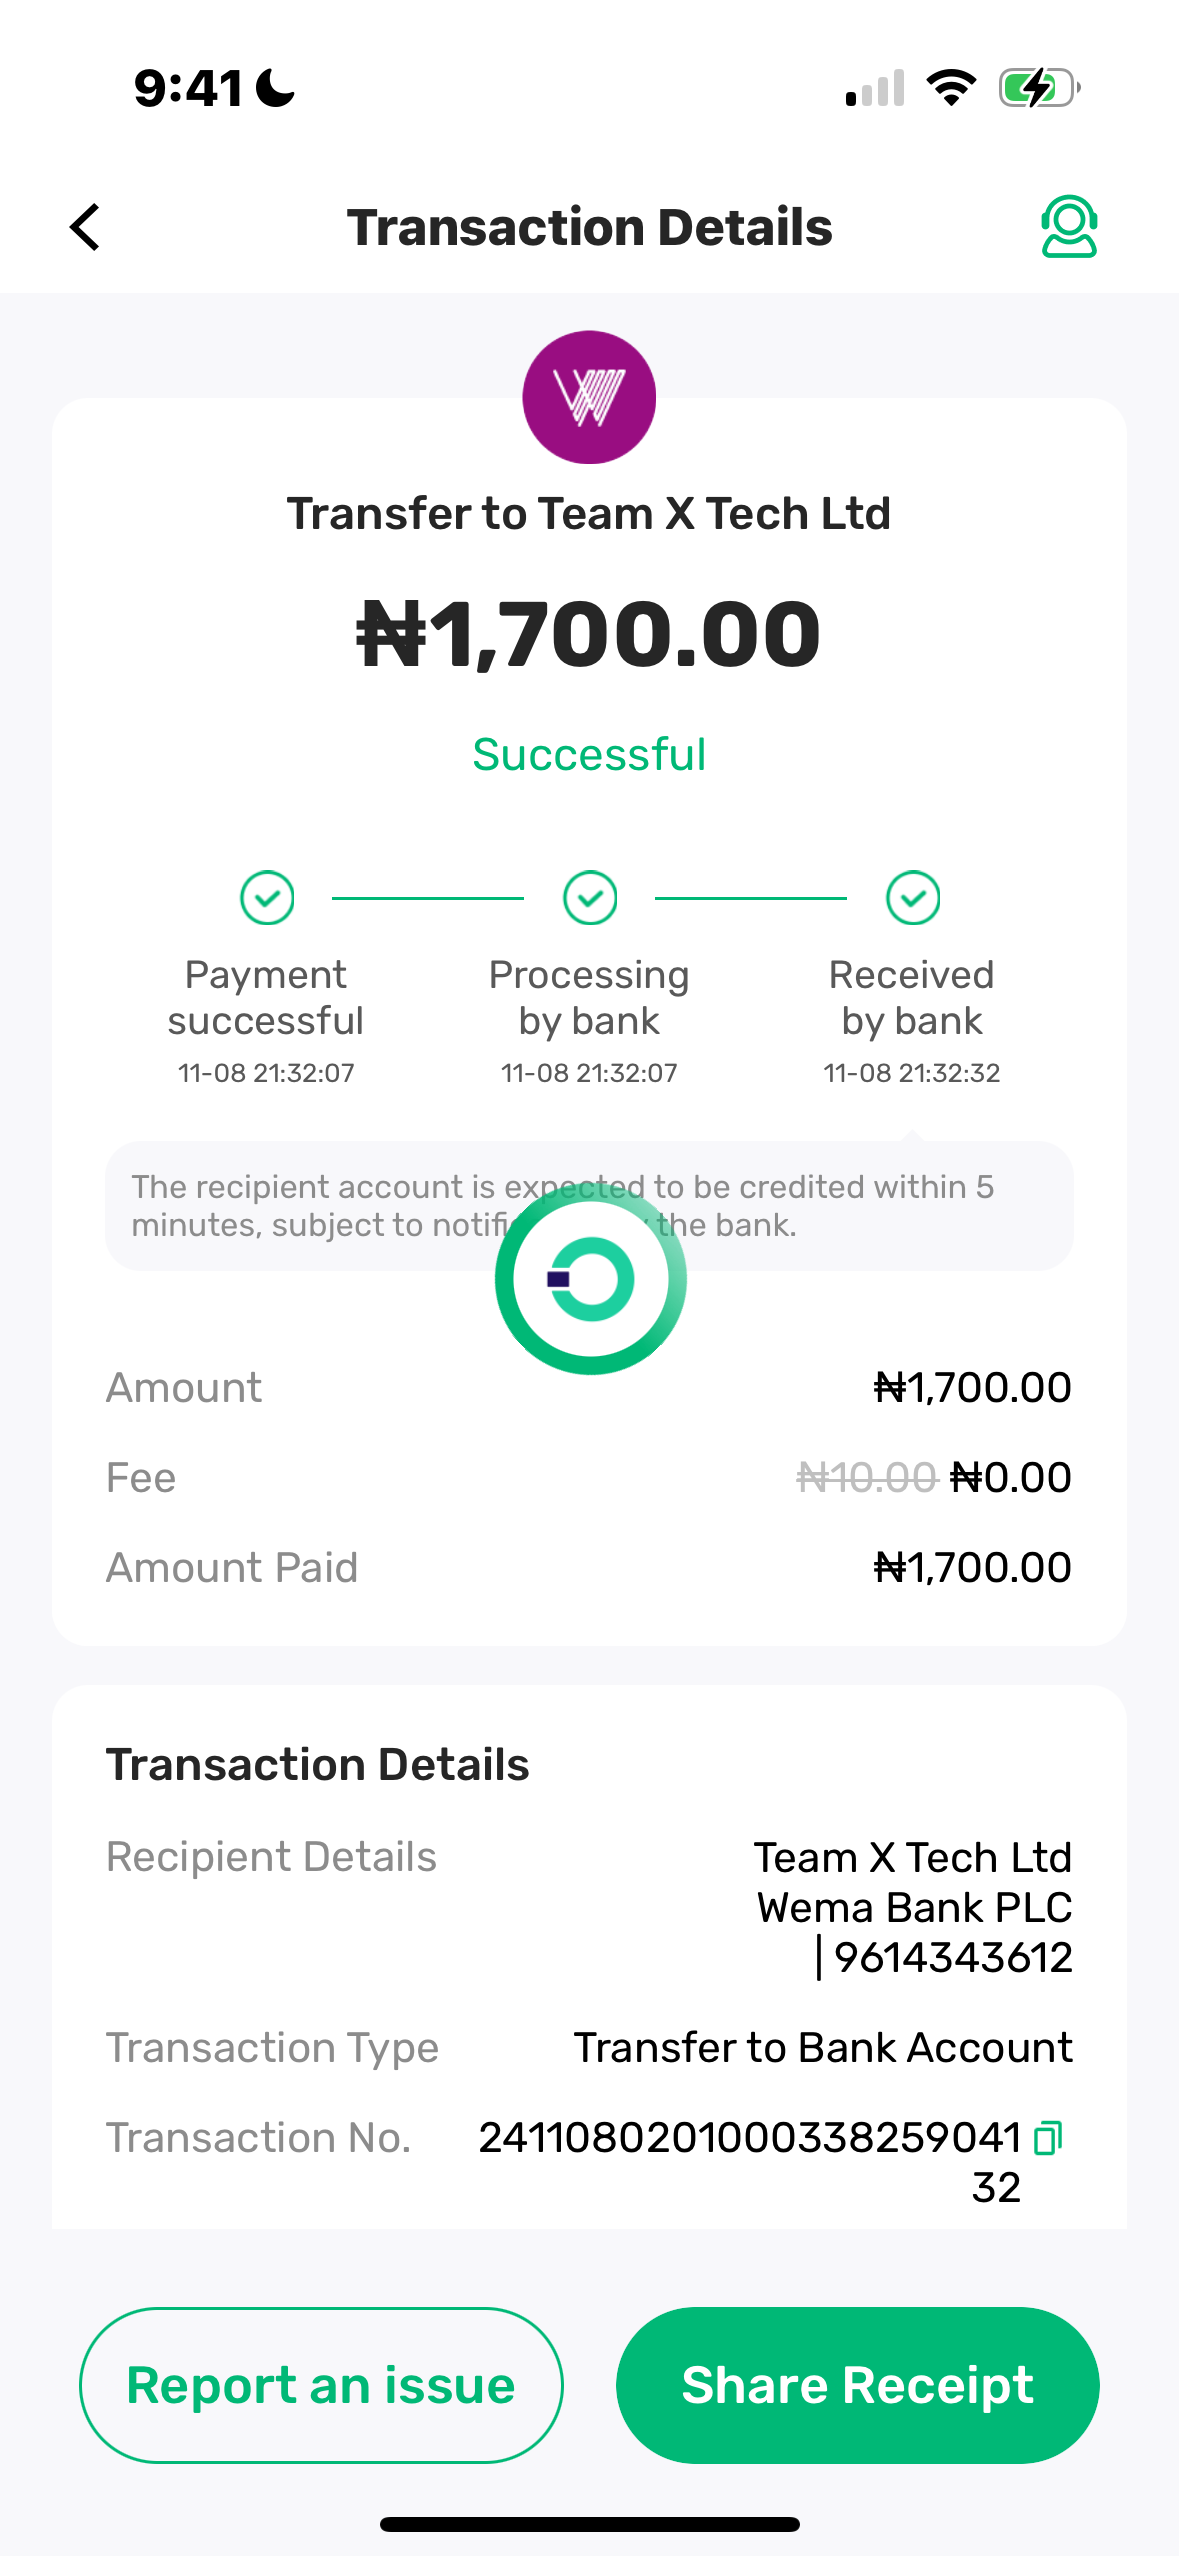 9:41
Transaction Details
Transfer to Team X Tech Ltd
₦1,700.00
Successful
Payment successful
11-08 21:32:07
Processing by bank
11-08 21:32:07
Received by bank
11-08 21:32:32
The recipient account is expected to be credited within 5
minutes, subject to the bank.
Amount
₦1,700.00
Fee
₦10.00 ₦0.00
Amount Paid
₦1,700.00
Transaction Details
Recipient Details
Team X Tech Ltd
Wema Bank PLC
| 9614343612
Transaction Type
Transfer to Bank Account
Transaction No.
2411080201000338259041
32
Report an issue
Share Receipt